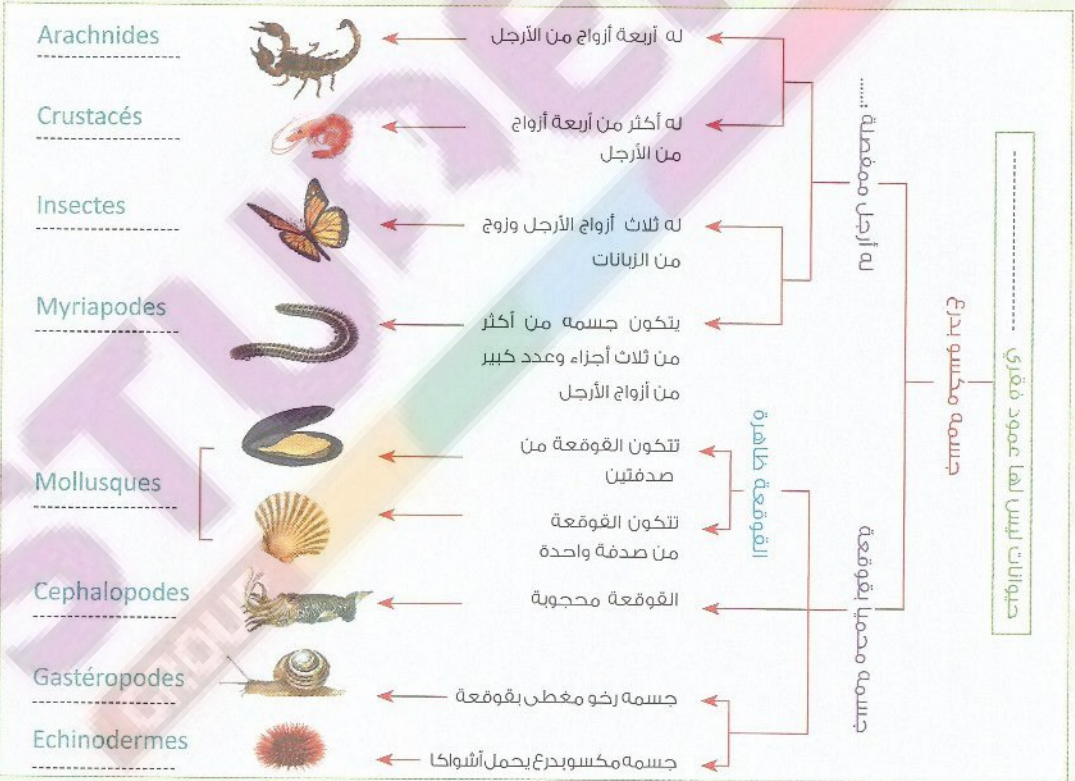 حيوانات ليس لها عمود فقري
جسمه مكسو بدرع
له أرجل ممفصلة :......
له أربعة أزواج من الأرجل
Arachnides
له أكثر من أربعة أزواج
من الأرجل
Crustacés
له ثلاث أزواج الأرجل وزوج
من الزبانات
Insectes
يتكون جسمه من أكثر
من ثلاث أجزاء وعدد كبير
من أزواج الأرجل
Myriapodes
جسمه محميا بقوقعة
القوقعة ظاهرة
تتكون القوقعة من
صدفتين
تتكون القوقعة
من صدفة واحدة
Mollusques
القوقعة محجوبة
Cephalopodes
جسمه رخو مغطى بقوقعة
Gastéropodes
جسمه مكسو بدرع يحمل أشواكا
Echinodermes